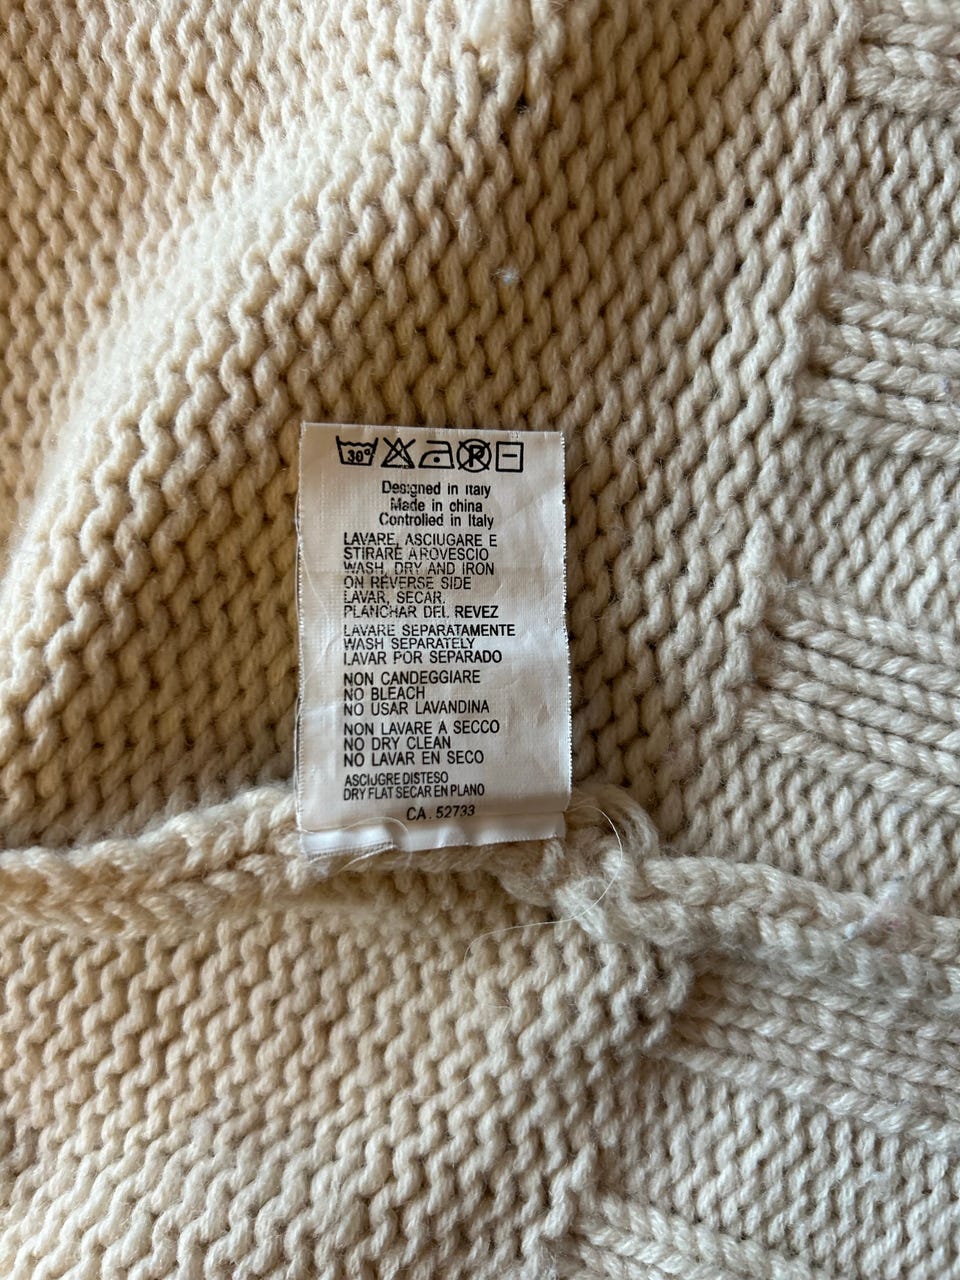 30°
P
Designed in Italy
Made in china
Controlled in Italy
LAVARE, ASCIUGARE E
STIRARE A ROVESCIO
WASH, DRY AND IRON
ON REVERSE SIDE
LAVAR, SECAR.
PLANCHAR DEL REVEZ
LAVARE SEPARATAMENTE
WASH SEPARATELY
LAVAR POR SEPARADO
NON CANDEGGIARE
NO BLEACH
NO USAR LAVANDINA
NON LAVARE A SECCO
NO DRY CLEAN
NO LAVAR EN SECO
ASCIUGRE DISTESO
DRY FLAT SECAR EN PLANO
CA. 52733